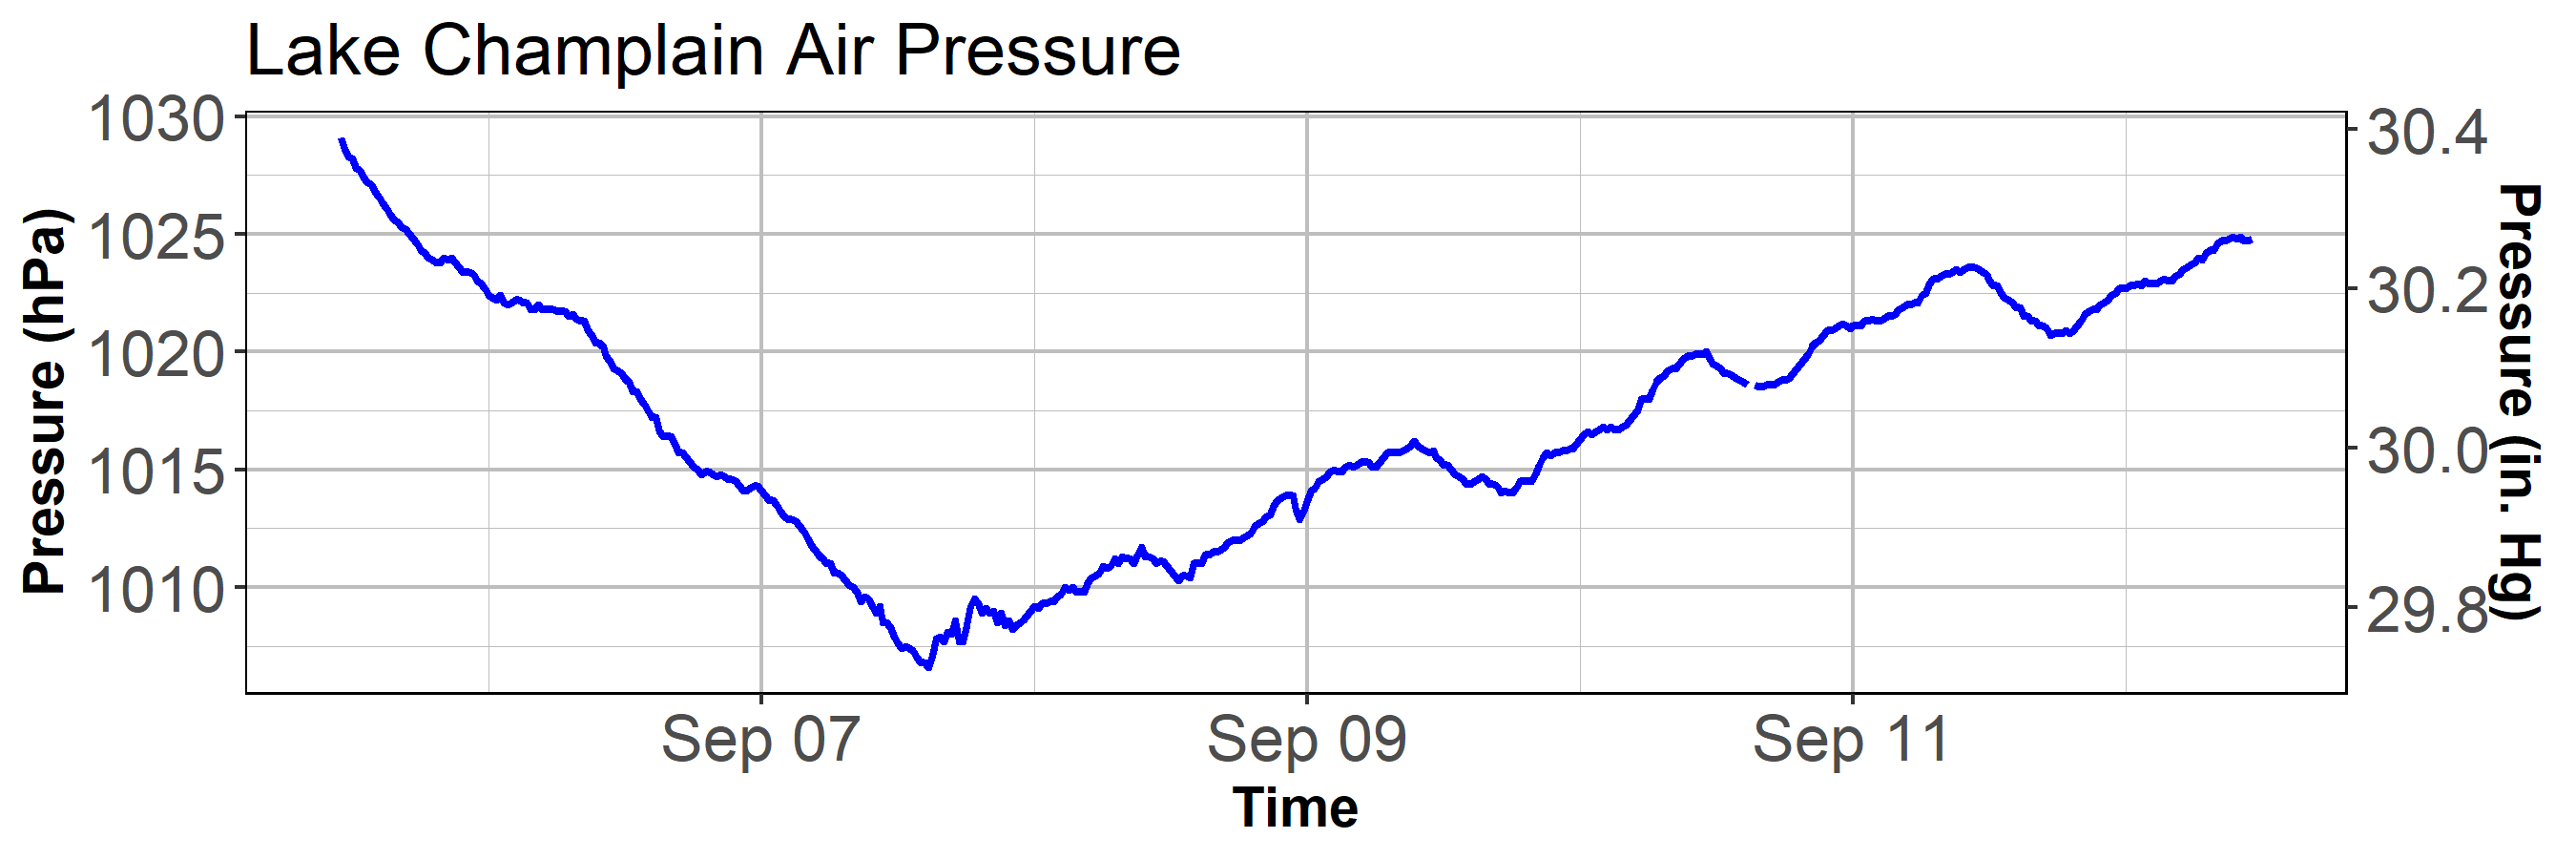 Lake Champlain Air Pressure
1030
1025
1020
1015
1010
Pressure (hPa)
30.4
30.2
30.0
29.8
Pressure (in. Hg)
Sep 07
Sep 09
Sep 11
Time